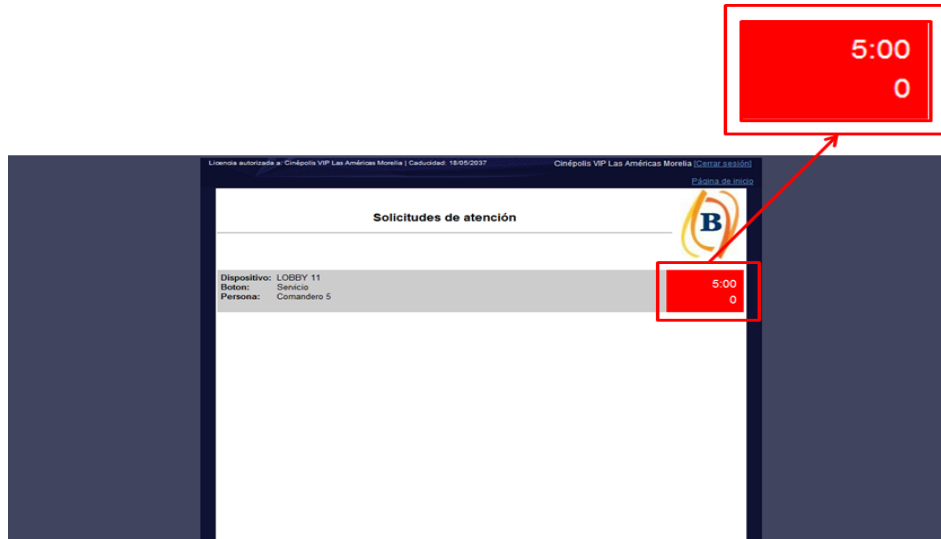 5:00
0
Licencia autorizada a: Cinépolis VIP Las Américas Morelia | Caducidad: 18/05/2037
Cinépolis VIP Las Américas Morelia [Cerrar sesión]
Página de inicio
Solicitudes de atención
B
Dispositivo: LOBBY 11
Boton: Servicio
Persona: Comandero 5
5:00
0